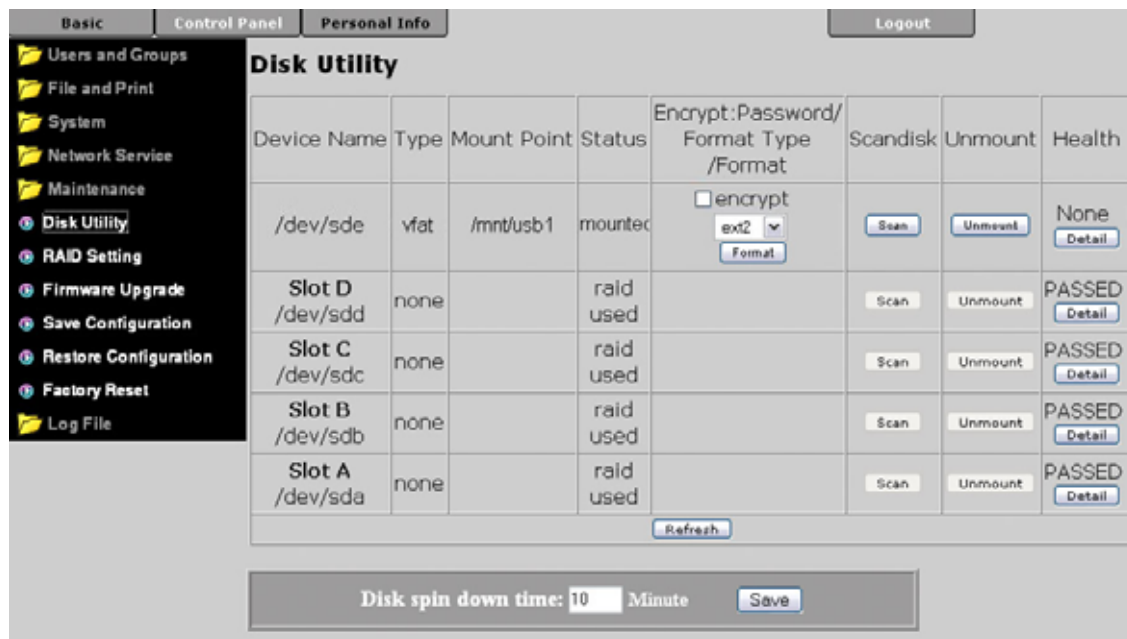 Basic Control Panel Personal Info Logout
Users and Groups
File and Print
System
Network Service
Maintenance
Disk Utility
RAID Setting
Firmware Upgrade
Save Configuration
Restore Configuration
Factory Reset
Log File
Disk Utility
Device Name Type Mount Point Status Encrypt:Password/ Scandisk Unmount Health
Format Type
/Format
/dev/sde vfat /mnt/usb1 mounted encrypt Scan Unmount None
ext2 Detail
Format
Slot D none raid Scan Unmount PASSED
/dev/sdd used Detail
Slot C none raid Scan Unmount PASSED
/dev/sdc used Detail
Slot B none raid Scan Unmount PASSED
/dev/sdb used Detail
Slot A none raid Scan Unmount PASSED
/dev/sda used Detail
Refresh
Disk spin down time: 10 Minute Save